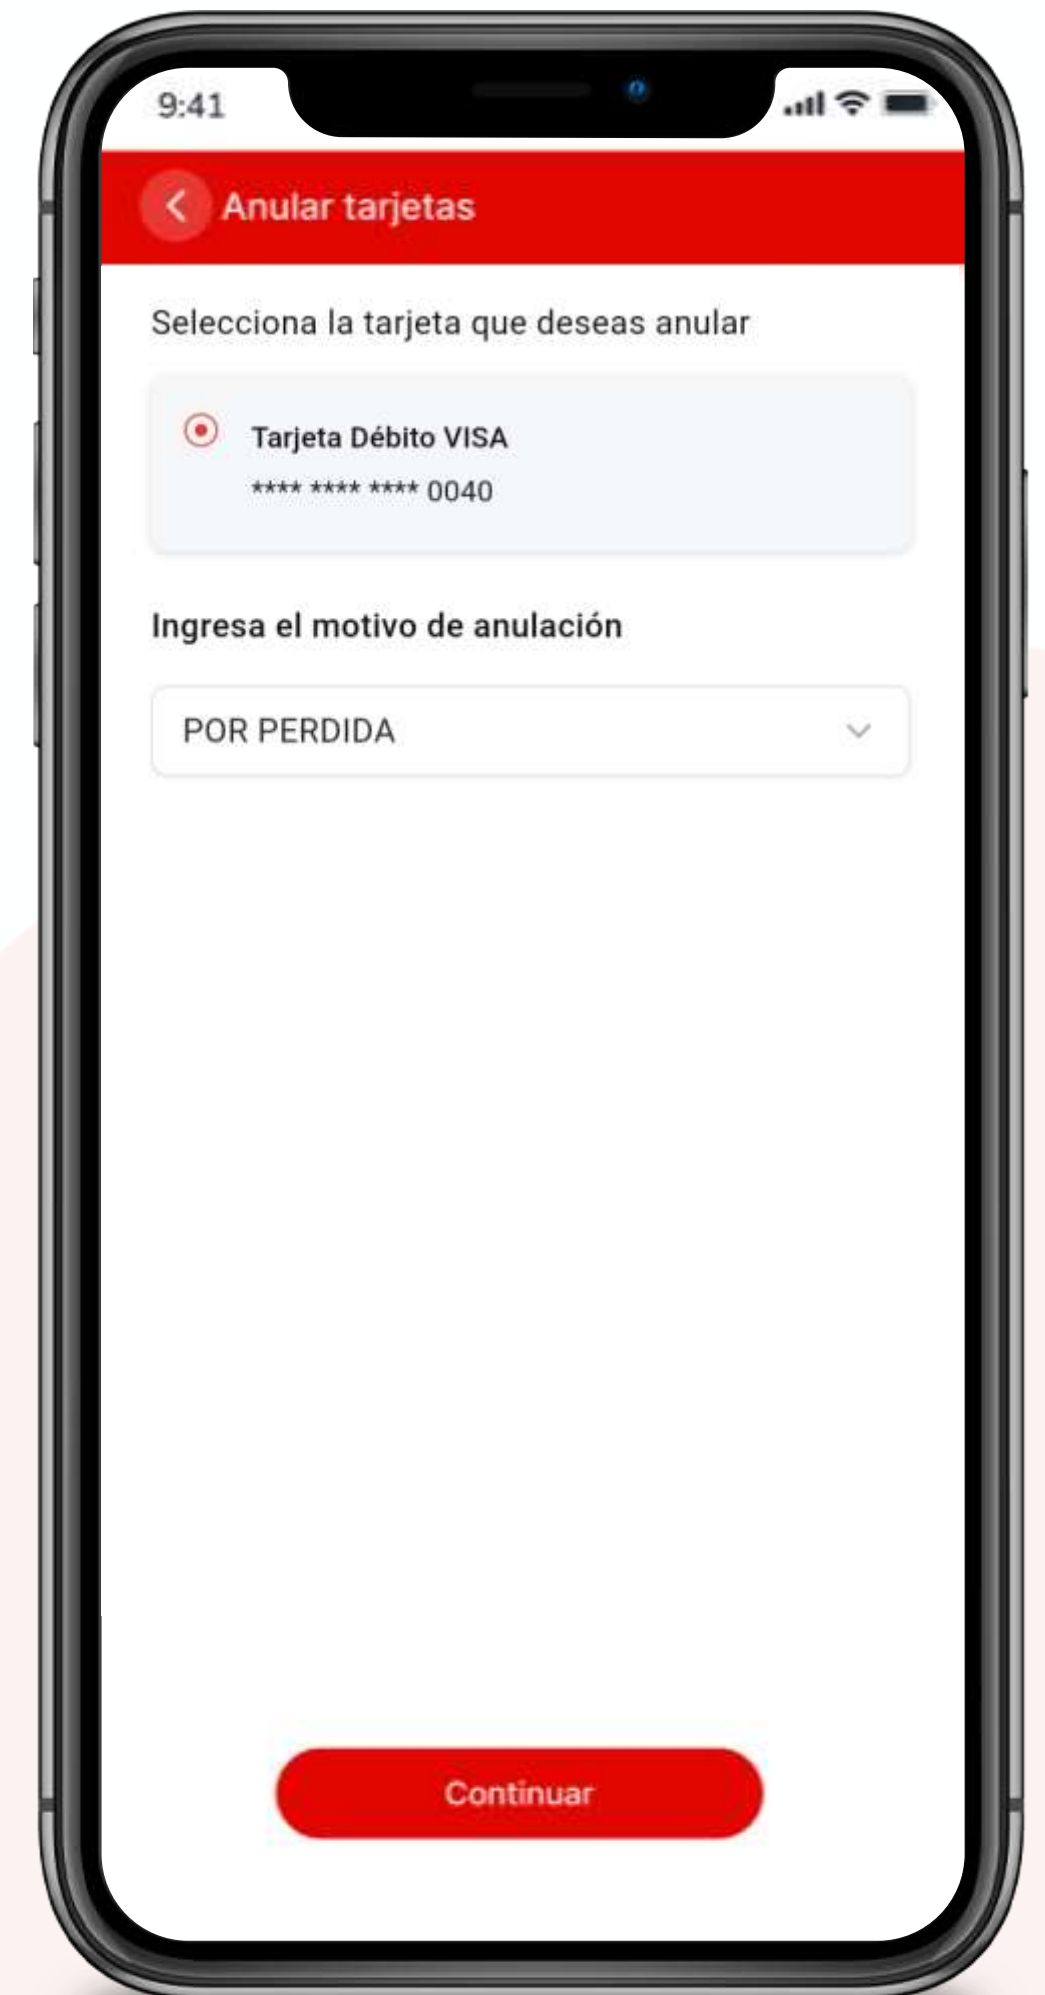 9:41
Anular tarjetas
Selecciona la tarjeta que deseas anular
Tarjeta Débito VISA
**** **** **** 0040
Ingresa el motivo de anulación
POR PERDIDA
Continuar